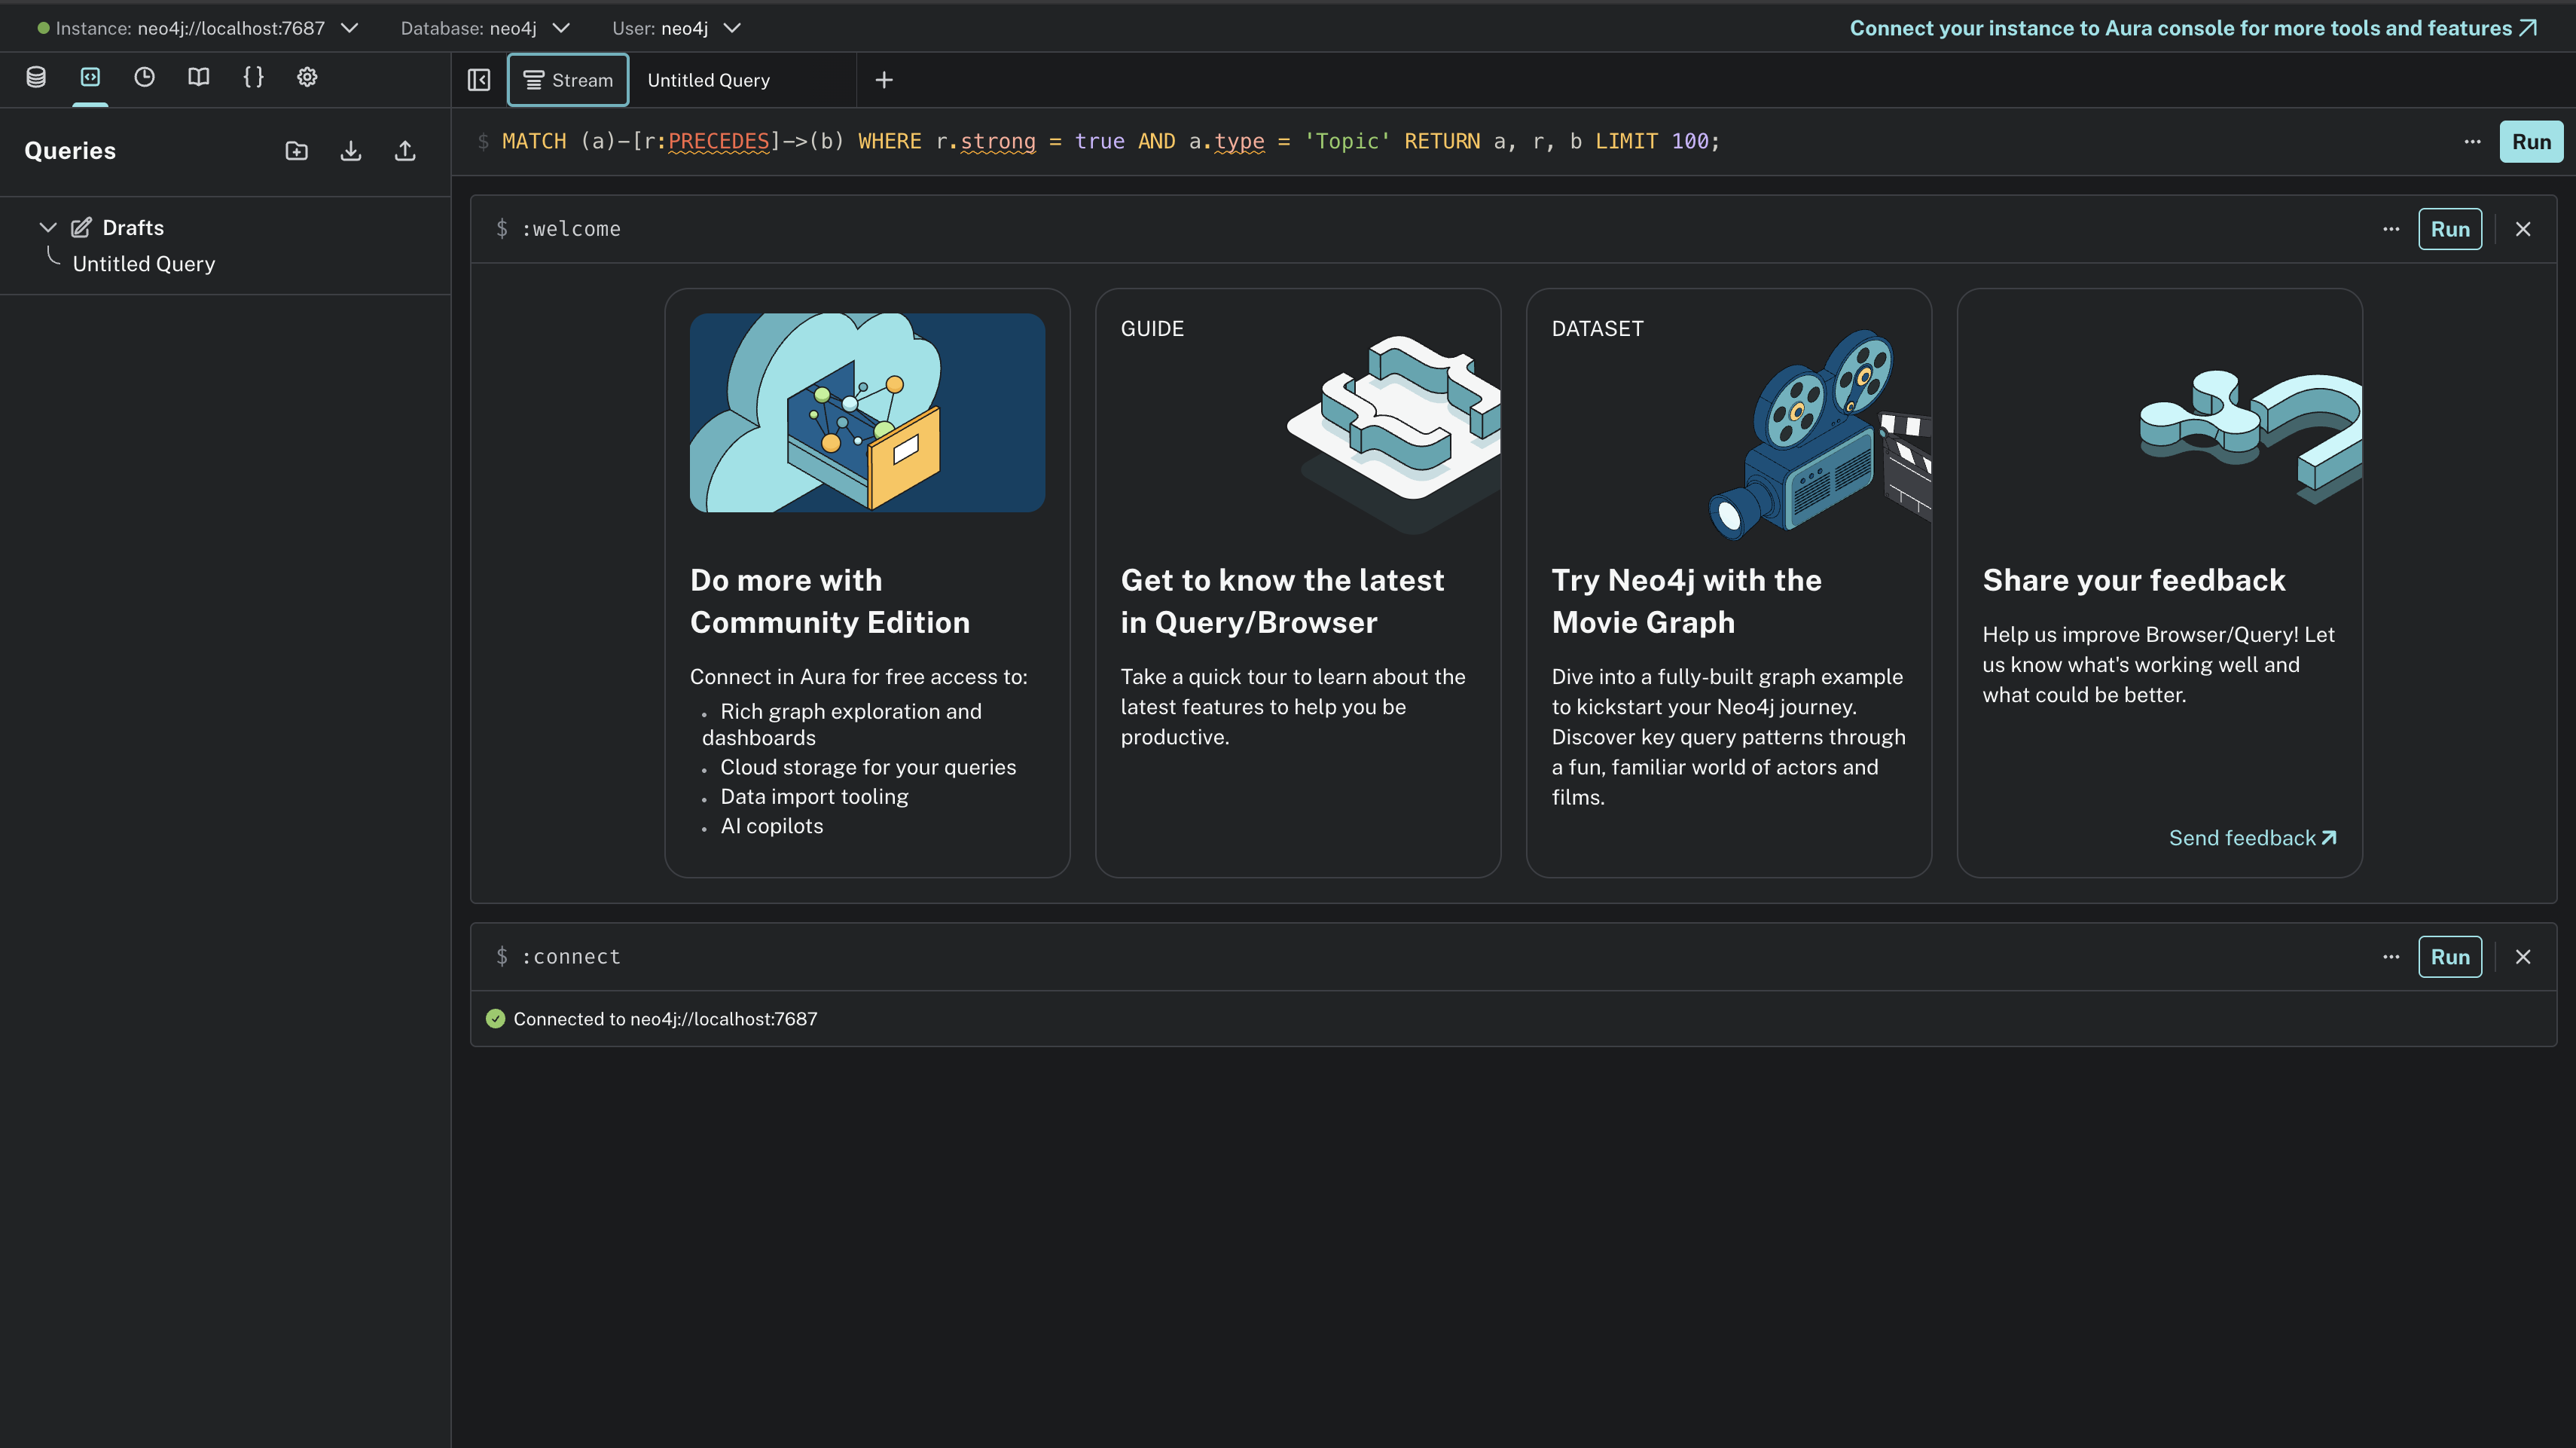 Instance: neo4j://localhost:7687
Database: neo4j
User: neo4j
Connect your instance to Aura console for more tools and features
Stream
Untitled Query
Queries
$ MATCH (a)-[r:PRECEDES]->(b) WHERE r.strong = true AND a.type = 'Topic' RETURN a, r, b LIMIT 100;
Run
Drafts
Untitled Query
$ :welcome
Run
Do more with
Community Edition
Connect in Aura for free access to:
• Rich graph exploration and
dashboards
• Cloud storage for your queries
• Data import tooling
• AI copilots
GUIDE
Get to know the latest
in Query/Browser
Take a quick tour to learn about the
latest features to help you be
productive.
DATASET
Try Neo4j with the
Movie Graph
Dive into a fully-built graph example
to kickstart your Neo4j journey.
Discover key query patterns through
a fun, familiar world of actors and
films.
Share your feedback
Help us improve Browser/Query! Let
us know what's working well and
what could be better.
Send feedback
$ :connect
Run
Connected to neo4j://localhost:7687